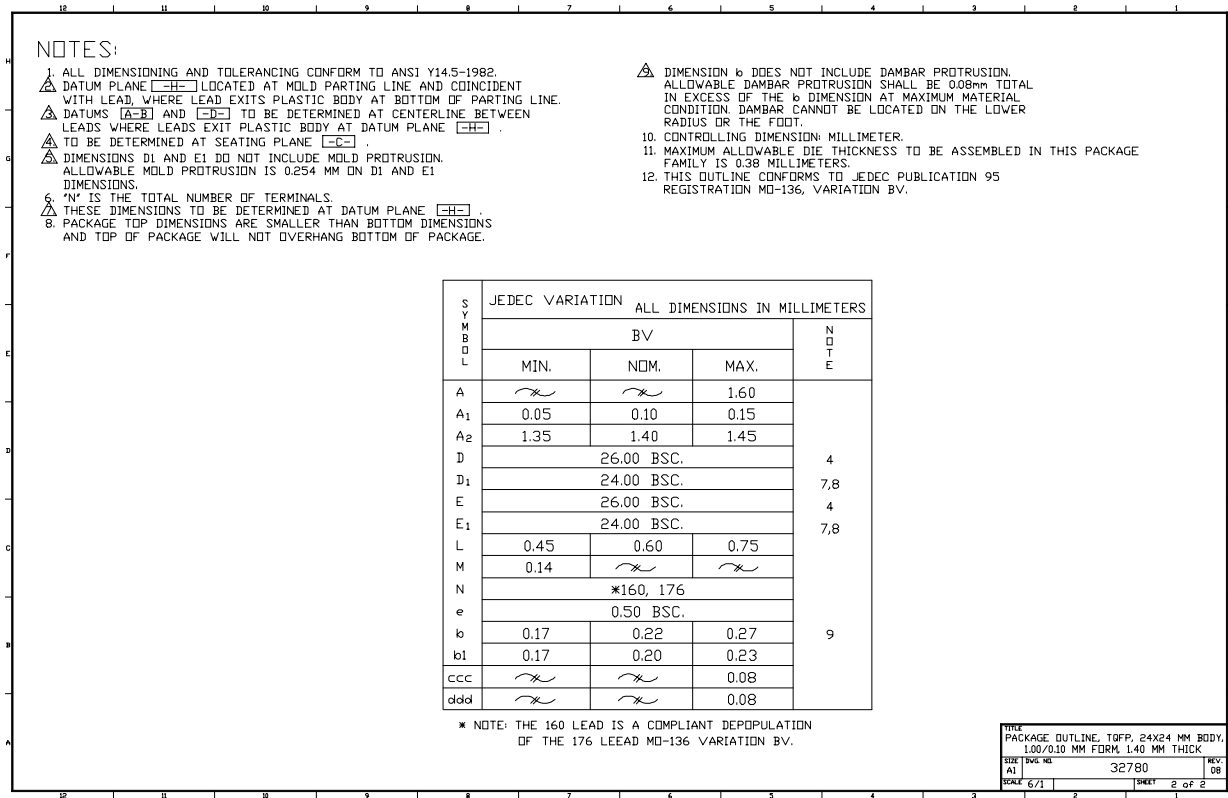 12 11 10 9 8 7 6 5 4 3 2 1
H
G
F
E
D
C
B
A
NOTES:
1. ALL DIMENSIONING AND TOLERANCING CONFORM TO ANSI Y14.5-1982.
2. DATUM PLANE -H- LOCATED AT MOLD PARTING LINE AND COINCIDENT
WITH LEAD, WHERE LEAD EXITS PLASTIC BODY AT BOTTOM OF PARTING LINE.
3. DATUMS A-B AND -D- TO BE DETERMINED AT CENTERLINE BETWEEN
LEADS WHERE LEADS EXIT PLASTIC BODY AT DATUM PLANE -H- .
4. TO BE DETERMINED AT SEATING PLANE -C- .
5. DIMENSIONS D1 AND E1 DO NOT INCLUDE MOLD PROTRUSION.
ALLOWABLE MOLD PROTRUSION IS 0.254 MM ON D1 AND E1
DIMENSIONS.
6. "N" IS THE TOTAL NUMBER OF TERMINALS.
7. THESE DIMENSIONS TO BE DETERMINED AT DATUM PLANE -H- .
8. PACKAGE TOP DIMENSIONS ARE SMALLER THAN BOTTOM DIMENSIONS
AND TOP OF PACKAGE WILL NOT OVERHANG BOTTOM OF PACKAGE.
9. DIMENSION b DOES NOT INCLUDE DAMBAR PROTRUSION.
ALLOWABLE DAMBAR PROTRUSION SHALL BE 0.08mm TOTAL
IN EXCESS OF THE b DIMENSION AT MAXIMUM MATERIAL
CONDITION. DAMBAR CANNOT BE LOCATED ON THE LOWER
RADIUS OR THE FOOT.
10. CONTROLLING DIMENSION: MILLIMETER.
11. MAXIMUM ALLOWABLE DIE THICKNESS TO BE ASSEMBLED IN THIS PACKAGE
FAMILY IS 0.38 MILLIMETERS.
12. THIS OUTLINE CONFORMS TO JEDEC PUBLICATION 95
REGISTRATION MO-136, VARIATION BV.
SYMBOL JEDEC VARIATION ALL DIMENSIONS IN MILLIMETERS
BV NOTE
MIN. NOM. MAX.
A 1.60
A1 0.05 0.10 0.15
A2 1.35 1.40 1.45
D 26.00 BSC. 4
D1 24.00 BSC. 7,8
E 26.00 BSC. 4
E1 24.00 BSC. 7,8
L 0.45 0.60 0.75
M 0.14
N *160, 176
e 0.50 BSC.
b 0.17 0.22 0.27 9
b1 0.17 0.20 0.23
ccc 0.08
ddd 0.08
* NOTE: THE 160 LEAD IS A COMPLIANT DEPOPULATION
OF THE 176 LEEAD MO-136 VARIATION BV.
TITLE
PACKAGE OUTLINE, TQFP, 24X24 MM BODY,
1.00/0.10 MM FORM, 1.40 MM THICK
SIZE A1 DWG. NO. 32780 REV. 08
SCALE 6/1 SHEET 2 of 2
12 11 10 9 8 7 6 5 4 3 2 1